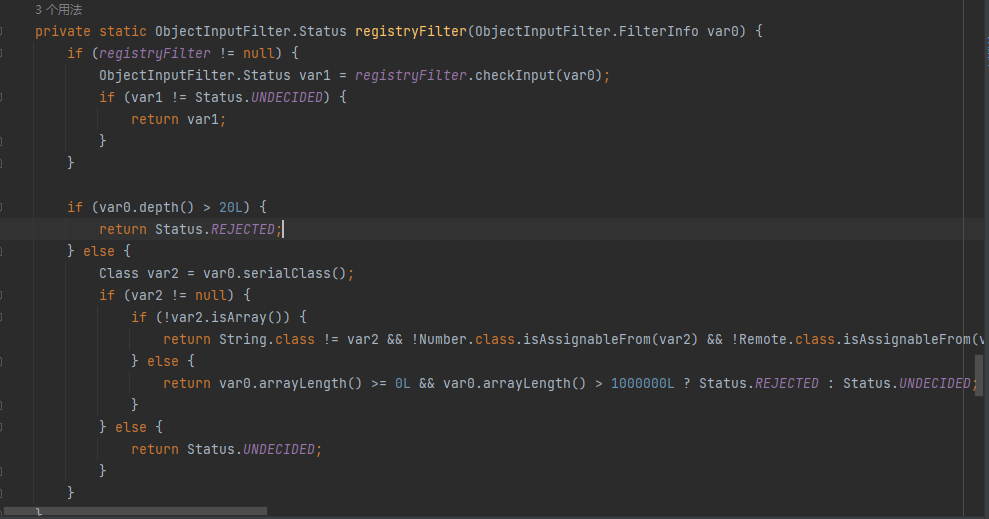 3 个用法
private static ObjectInputFilter.Status registryFilter(ObjectInputFilter.FilterInfo var0) {
if (registryFilter != null) {
ObjectInputFilter.Status var1 = registryFilter.checkInput(var0);
if (var1 != Status.UNDECIDED) {
return var1;
}
}
if (var0.depth() > 20L) {
return Status.REJECTED;
} else {
Class var2 = var0.serialClass();
if (var2 != null) {
if (!var2.isArray()) {
return String.class != var2 && !Number.class.isAssignableFrom(var2) && !Remote.class.isAssignableFrom(v
} else {
return var0.arrayLength() >= 0L && var0.arrayLength() > 1000000L ? Status.REJECTED : Status.UNDECIDED;
}
} else {
return Status.UNDECIDED;
}
}
}